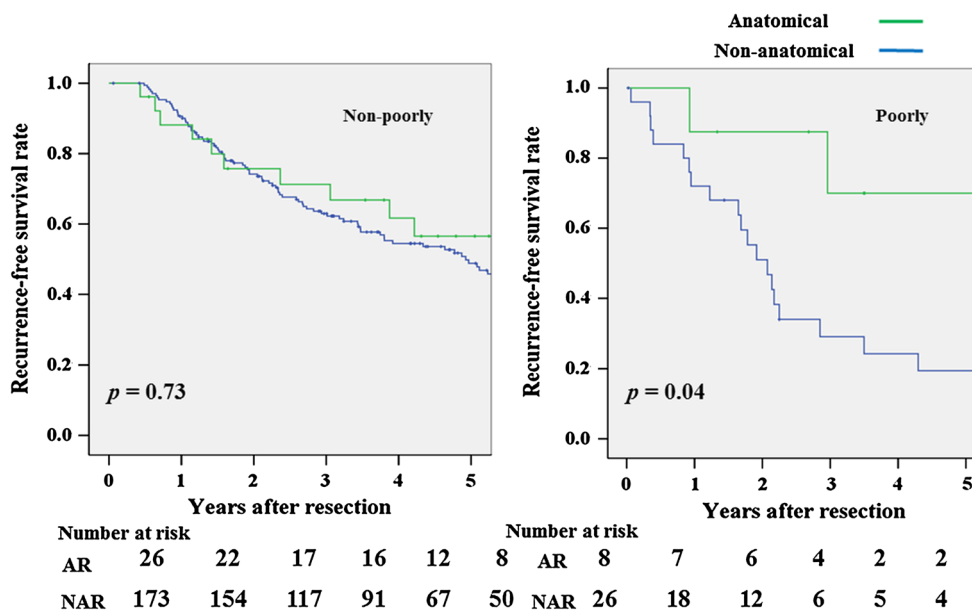 Anatomical
Non-anatomical
Recurrence-free survival rate
1.0
0.8
0.6
0.4
0.2
0.0
Non-poorly
p = 0.73
0 1 2 3 4 5
Years after resection
Recurrence-free survival rate
1.0
0.8
0.6
0.4
0.2
0.0
Poorly
p = 0.04
0 1 2 3 4 5
Years after resection
Number at risk
AR 26 22 17 16 12 8
NAR 173 154 117 91 67 50
Number at risk
AR 8 7 6 4 2 2
NAR 26 18 12 6 5 4